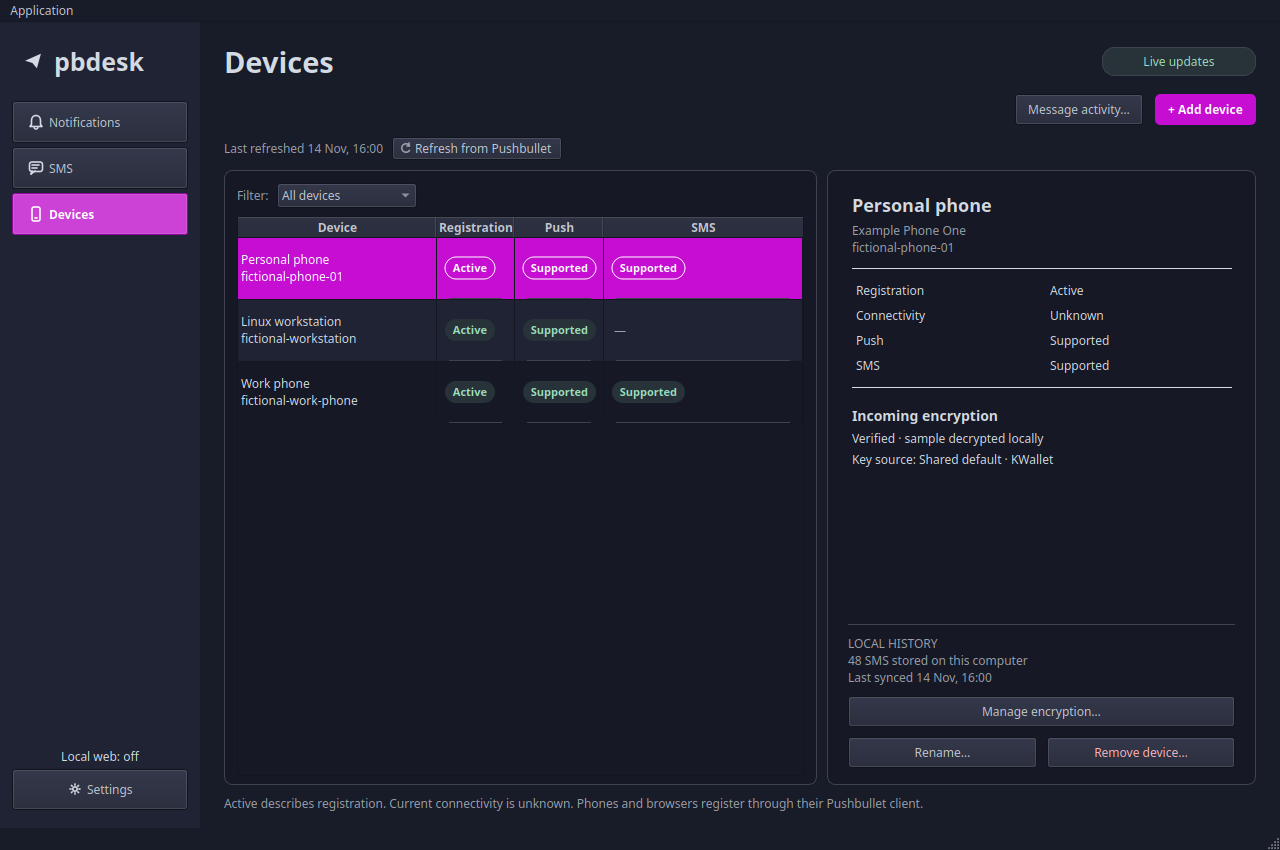 Application
pbdesk
Notifications
SMS
Devices
Local web: off
Settings
Devices
Live updates
Message activity...
+ Add device
Last refreshed 14 Nov, 16:00
Refresh from Pushbullet
Filter:
All devices
Device
Registration
Push
SMS
Personal phone
fictional-phone-01
Active
Supported
Supported
Linux workstation
fictional-workstation
Active
Supported
—
Work phone
fictional-work-phone
Active
Supported
Supported
Personal phone
Example Phone One
fictional-phone-01
Registration Active
Connectivity Unknown
Push Supported
SMS Supported
Incoming encryption
Verified · sample decrypted locally
Key source: Shared default · KWallet
LOCAL HISTORY
48 SMS stored on this computer
Last synced 14 Nov, 16:00
Manage encryption...
Rename...
Remove device...
Active describes registration. Current connectivity is unknown. Phones and browsers register through their Pushbullet client.